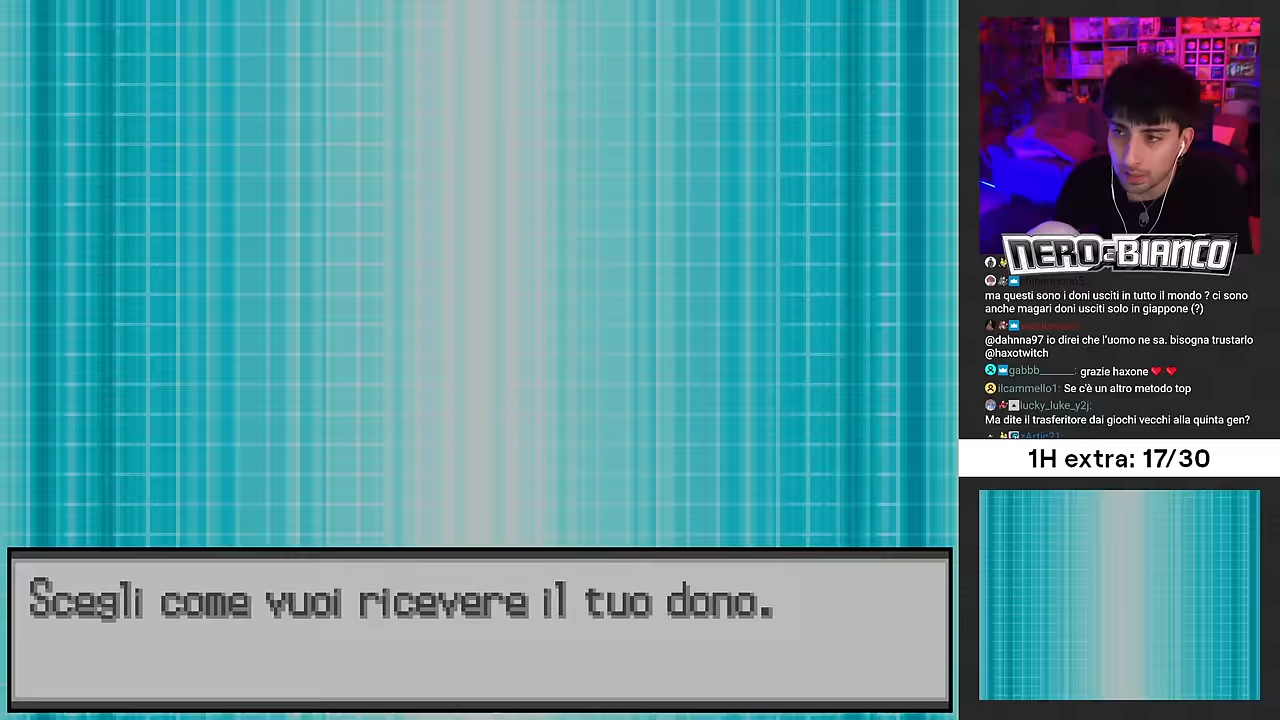 Scegli come vuoi ricevere il tuo dono.
NERO E BIANCO
ma questi sono i doni usciti in tutto il mondo ? ci sono
anche magari doni usciti solo in giappone (?)
@dahnna97 io direi che l'uomo ne sa. bisogna trustarlo
@haxotwitch
gabbb_______: grazie haxone ❤️ ❤️
ilcammello1: Se c'è un altro metodo top
lucky_luke_y2j:
Ma dite il trasferitore dai giochi vecchi alla quinta gen?
1H extra: 17/30